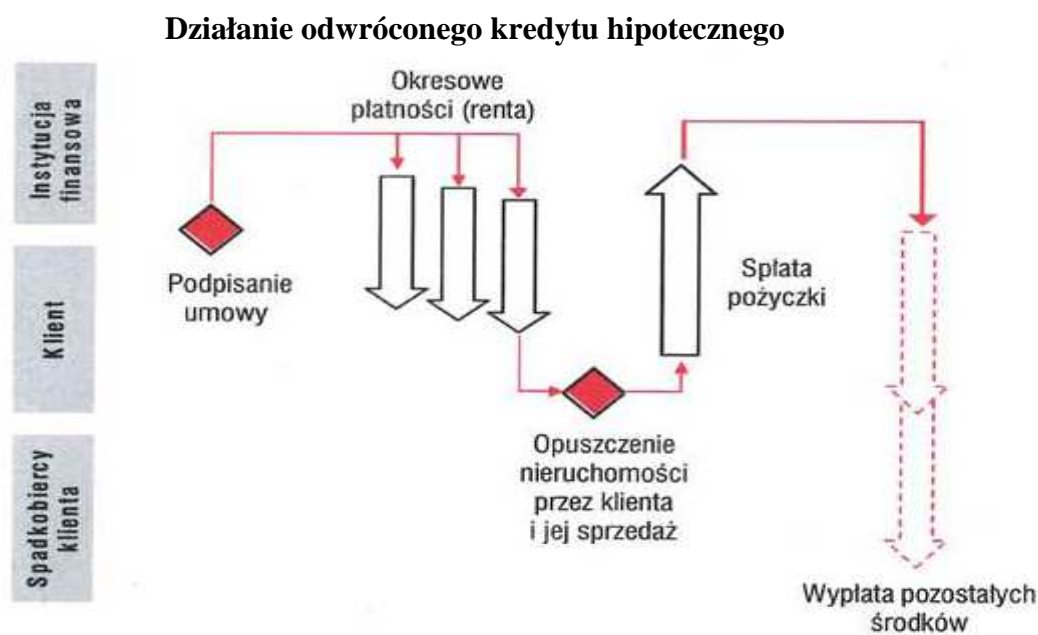 Działanie odwróconego kredytu hipotecznego
Instytucja
finansowa
Okresowe
płatności (renta)
Podpisanie
umowy
Klient
Spłata
pożyczki
Opuszczenie
nieruchomości
przez klienta
i jej sprzedaż
Spadkobiercy
klienta
Wypłata pozostałych
środków